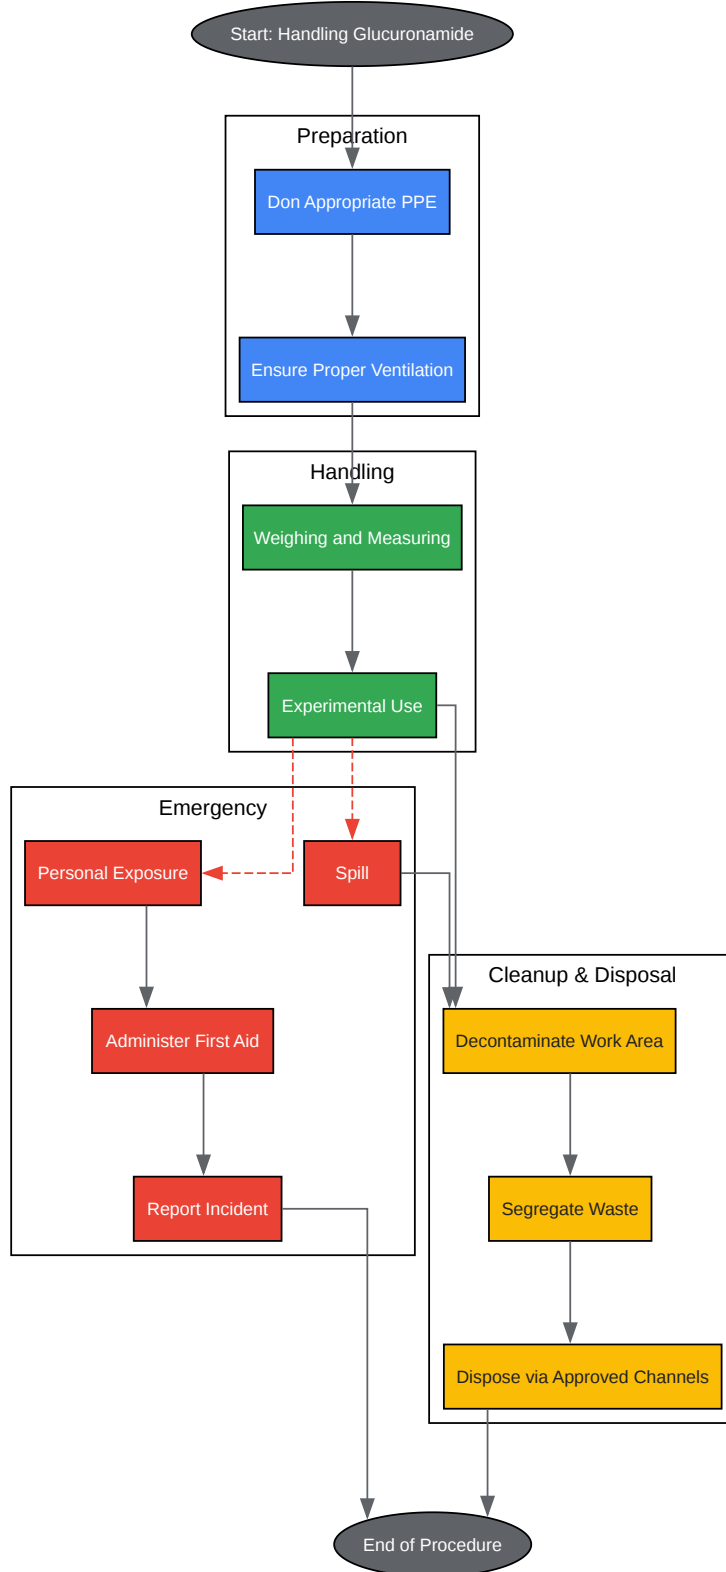 Start: Handling Glucuronamide
Preparation
Don Appropriate PPE
Ensure Proper Ventilation
Handling
Weighing and Measuring
Experimental Use
Emergency
Personal Exposure
Spill
Cleanup & Disposal
Administer First Aid
Decontaminate Work Area
Report Incident
Segregate Waste
Dispose via Approved Channels
End of Procedure